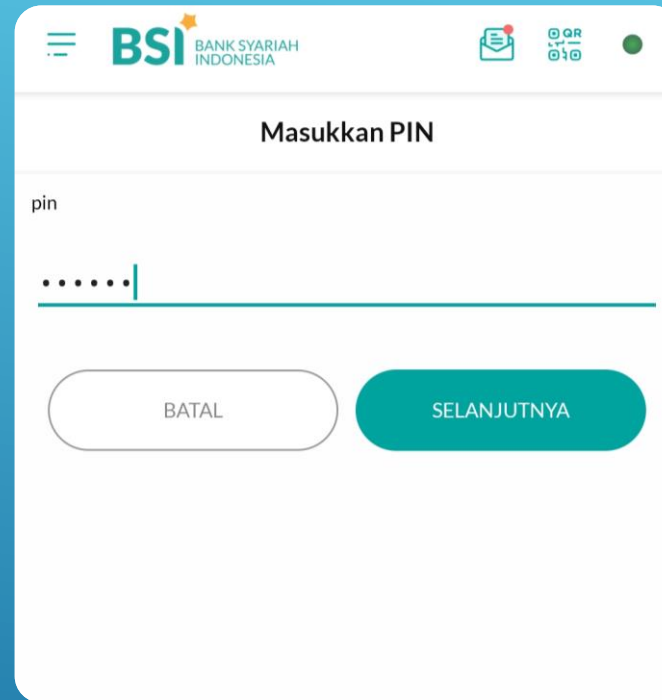 BSI BANK SYARIAH
INDONESIA
QR
Masukkan PIN
pin
••••••
BATAL
SELANJUTNYA